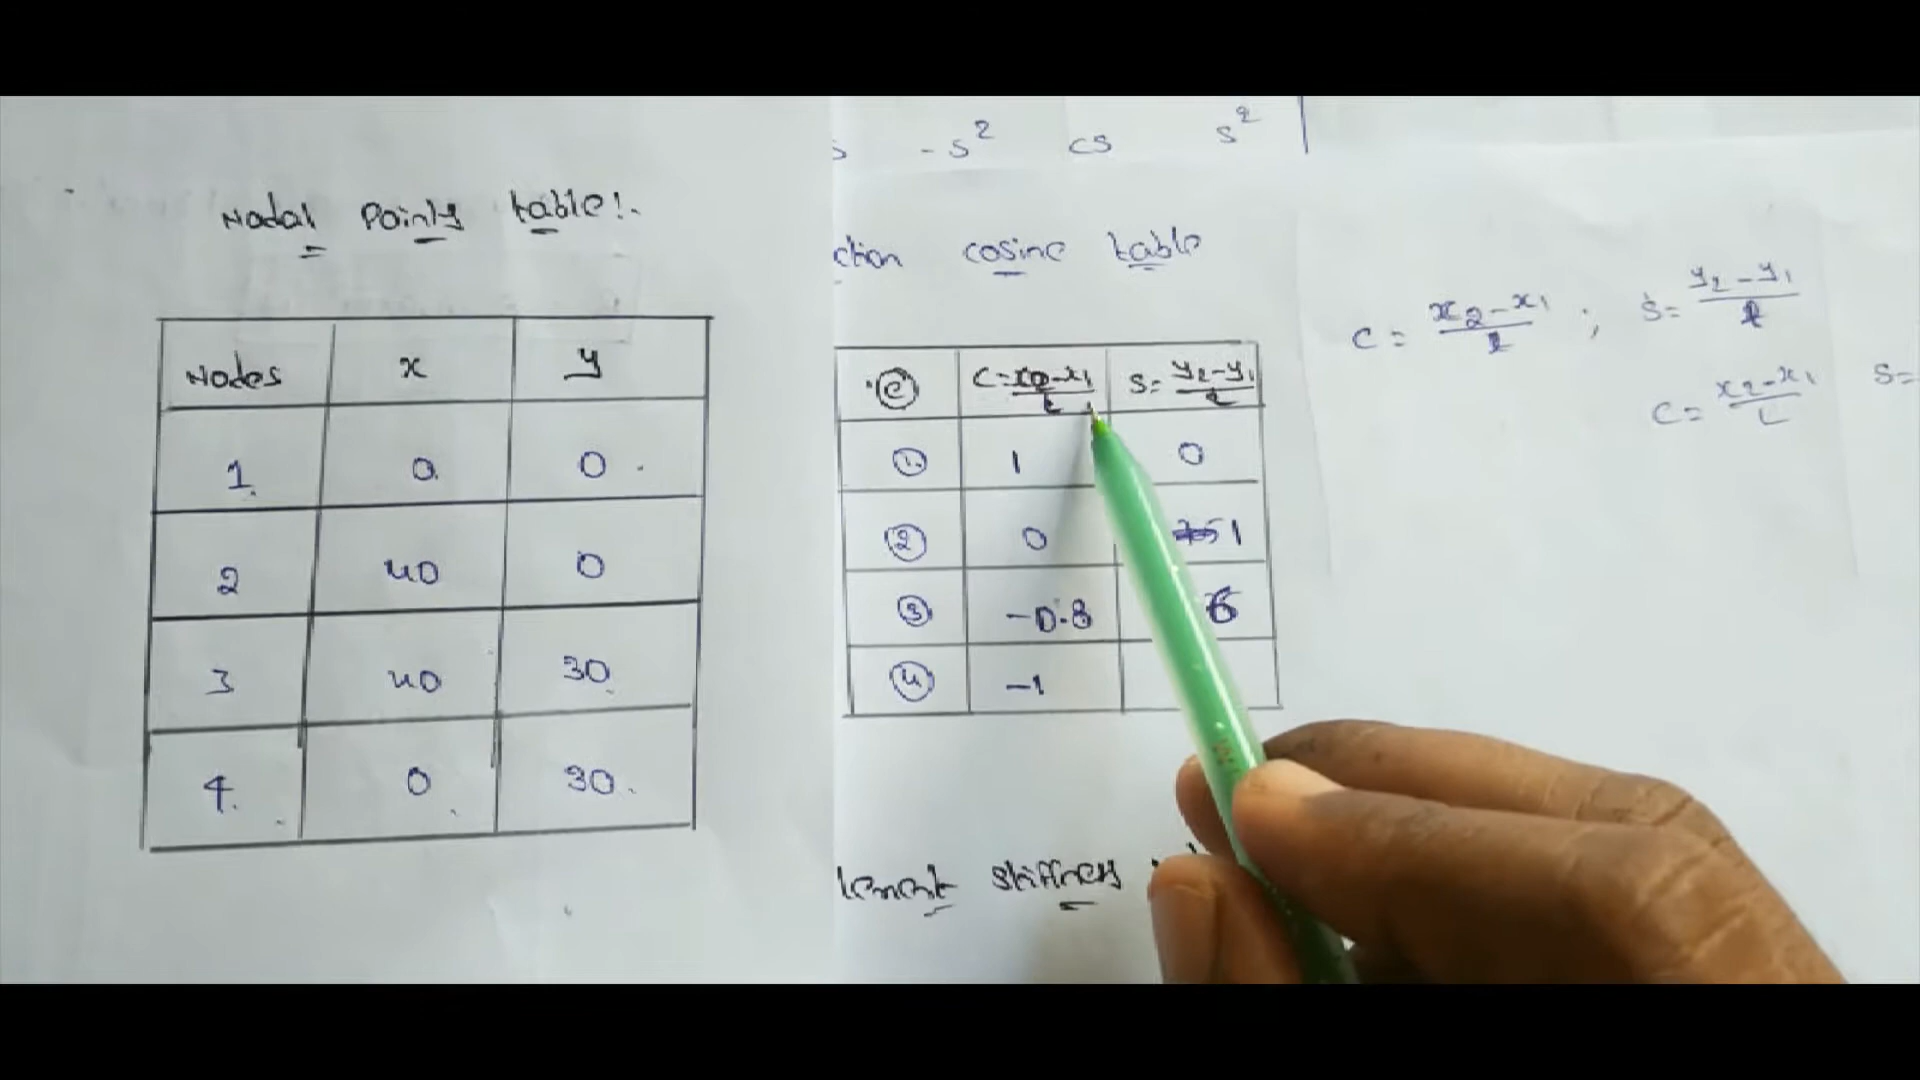 Nodal Points table:-
Nodes x y
1 0 0
2 40 0
3 40 30
4 0 30
-s² cs s²
ction cosine table
e C=x2-x1/L S=y2-y1/L
1 1 0
2 0 1
3 -0.8 6
4 -1
lement stiffness
C = x2-x1/L ; S = y2-y1/L
C = x2-x1/L S=